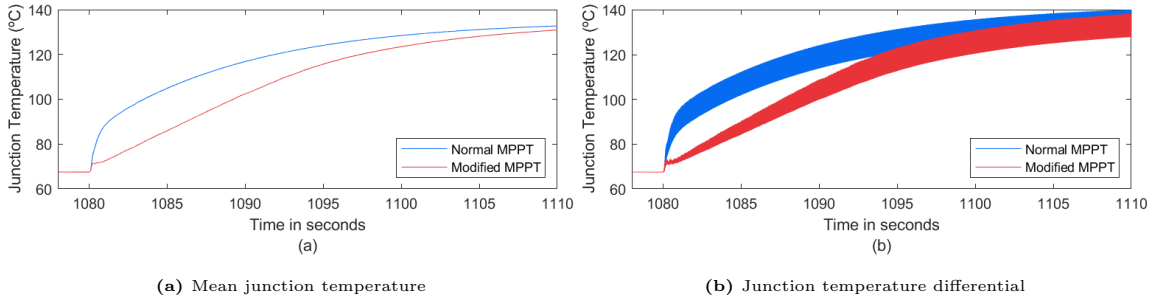 Junction Temperature (ºC)
140
120
100
80
60
Normal MPPT
Modified MPPT
1080 1085 1090 1095 1100 1105 1110
Time in seconds
(a)
Junction Temperature (ºC)
140
120
100
80
60
Normal MPPT
Modified MPPT
1080 1085 1090 1095 1100 1105 1110
Time in seconds
(b)
(a) Mean junction temperature
(b) Junction temperature differential